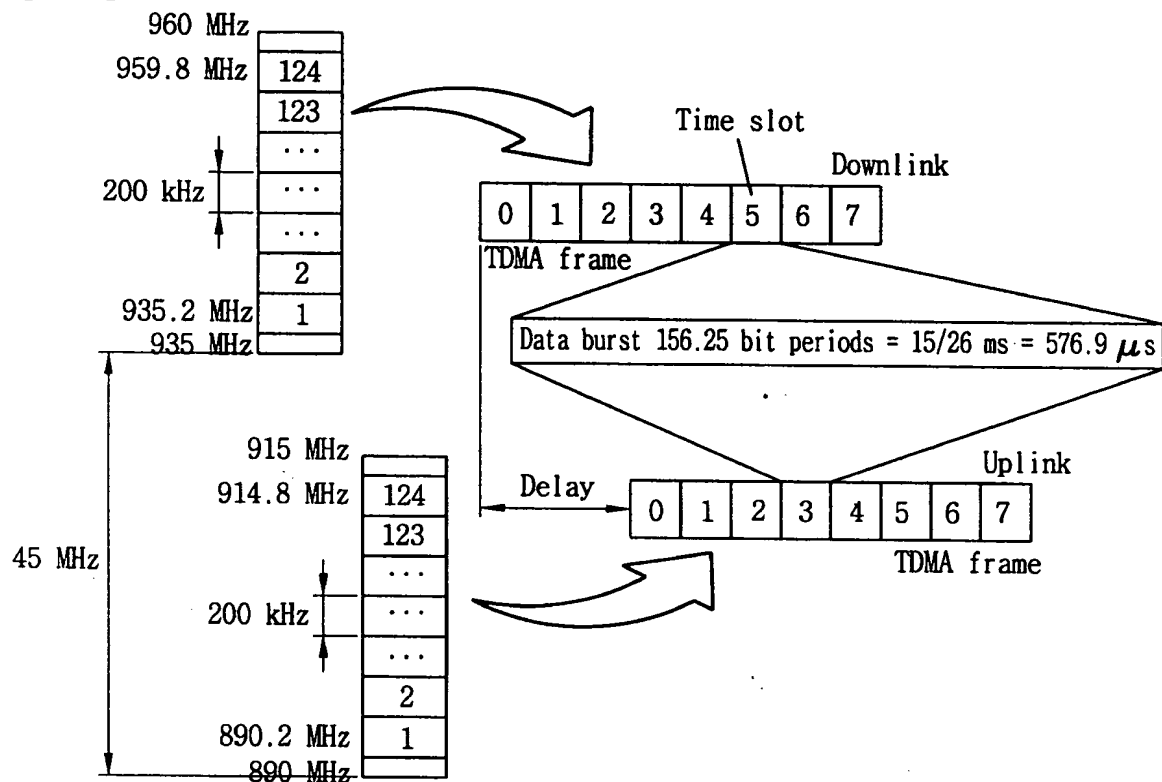 960 MHz
959.8 MHz
124
123
...
200 kHz
...
...
2
935.2 MHz
1
935 MHz
Time slot
Downlink
0 1 2 3 4 5 6 7
TDMA frame
Data burst 156.25 bit periods = 15/26 ms = 576.9 μs
45 MHz
915 MHz
914.8 MHz
124
123
...
200 kHz
...
...
2
890.2 MHz
1
890 MHz
Delay
Uplink
0 1 2 3 4 5 6 7
TDMA frame